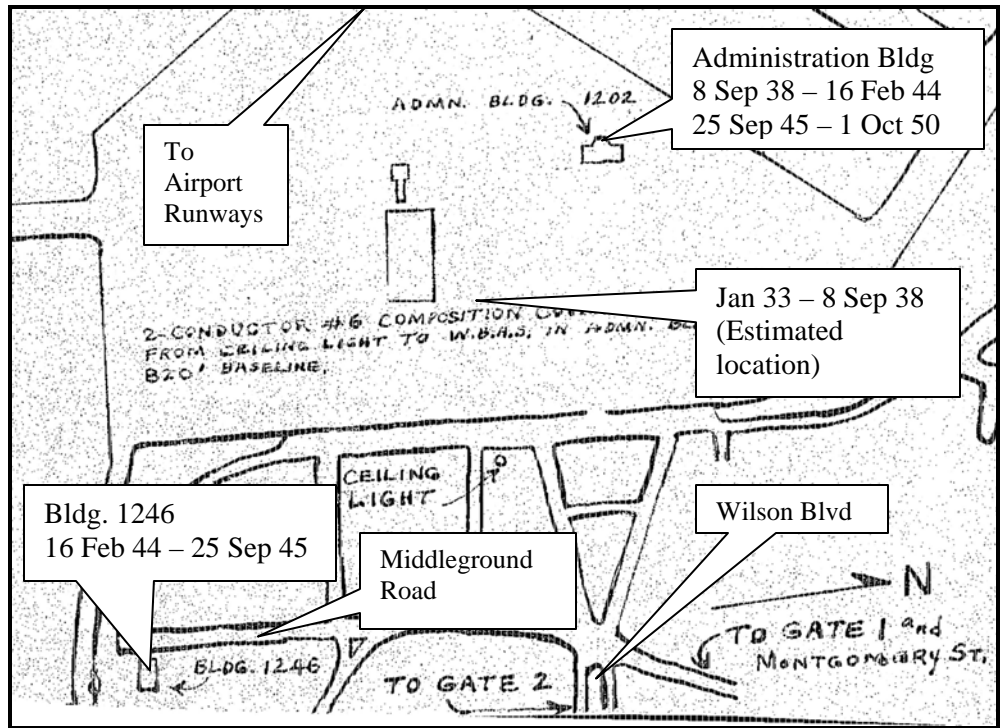 Administration Bldg
8 Sep 38 – 16 Feb 44
25 Sep 45 – 1 Oct 50
ADMN. BLDG. 1202
To
Airport
Runways
Jan 33 – 8 Sep 38
(Estimated
location)
2-CONDUCTOR #6 COMPOSITION
FROM CEILING LIGHT TO W.B.A.S. IN ADMN.
820' BASELINE.
CEILING
LIGHT
Bldg. 1246
16 Feb 44 – 25 Sep 45
Wilson Blvd
Middleground
Road
N
TO GATE 1 and
MONTGOMERY ST.
BLDG. 1246
TO GATE 2